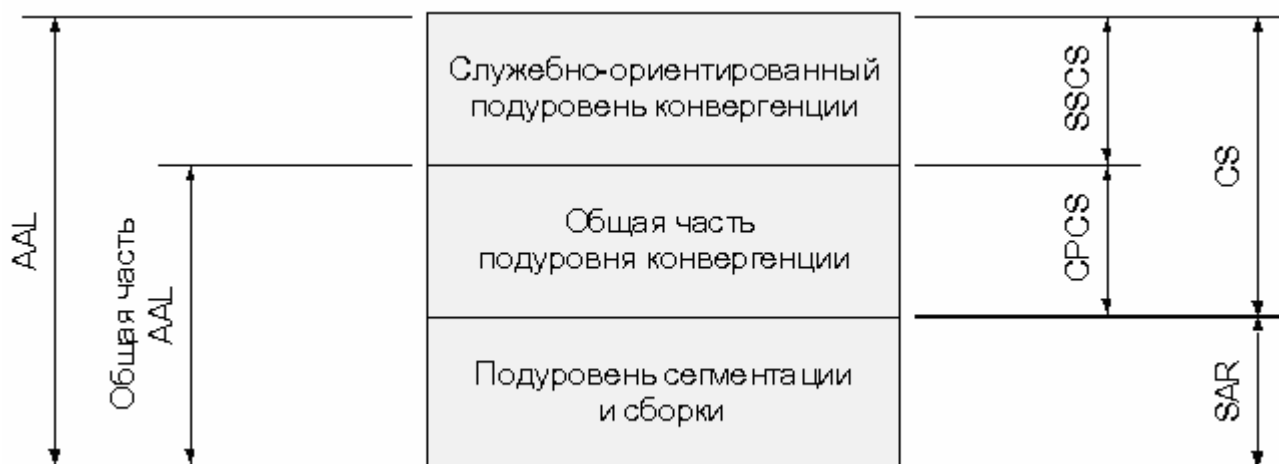 AAL
Общая часть
AAL
Служебно-ориентированный
подуровень конвергенции
Общая часть
подуровня конвергенции
Подуровень сегментации
и сборки
SSCS
CPCS
CS
SAR